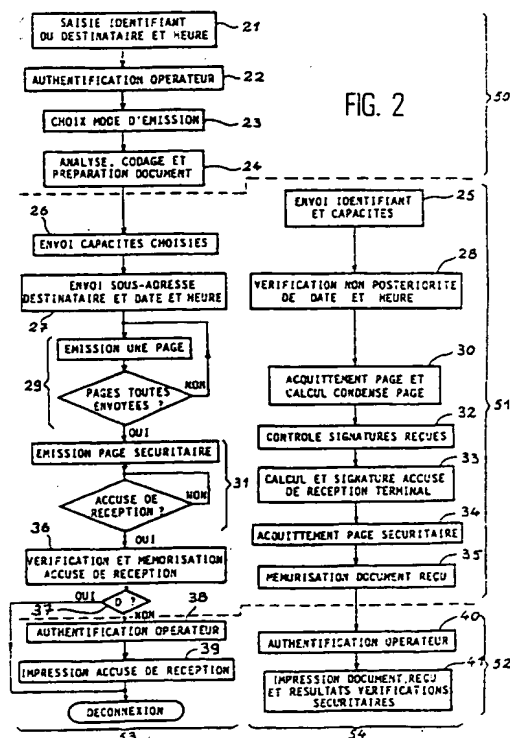 SAISIE IDENTIFIANT
OU DESTINATAIRE ET HEURE
21
AUTHENTIFICATION OPERATEUR
22
CHOIX MODE D'EMISSION
23
ANALYSE, CODAGE ET
PREPARATION DOCUMENT
24
FIG. 2
50
26
ENVOI CAPACITES CHOISIES
ENVOI SOUS-ADRESSE
DESTINATAIRE ET DATE ET HEURE
27
EMISSION UNE PAGE
29
PAGES TOUTES
ENVOYEES ?
NON
OUI
EMISSION PAGE SECURITAIRE
31
ACCUSE DE
RECEPTION ?
NON
36
OUI
VERIFICATION ET MEMORISATION
ACCUSE DE RECEPTION
OUI
37
D ?
NON
38
AUTHENTIFICATION OPERATEUR
39
IMPRESSION ACCUSE DE RECEPTION
DECONNEXION
53
ENVOI IDENTIFIANT
ET CAPACITES
25
28
VERIFICATION NON POSTERIORITE
DE DATE ET HEURE
30
ACQUITTEMENT PAGE ET
CALCUL CONDENSE PAGE
32
CONTROLE SIGNATURES REÇUES
33
CALCUL ET SIGNATURE ACCUSE
DE RECEPTION TERMINAL
34
ACQUITTEMENT PAGE SECURITAIRE
35
MEMORISATION DOCUMENT REÇU
51
40
AUTHENTIFICATION OPERATEUR
41
IMPRESSION DOCUMENT REÇU
ET RESULTATS VERIFICATIONS
SECURITAIRES
52
54